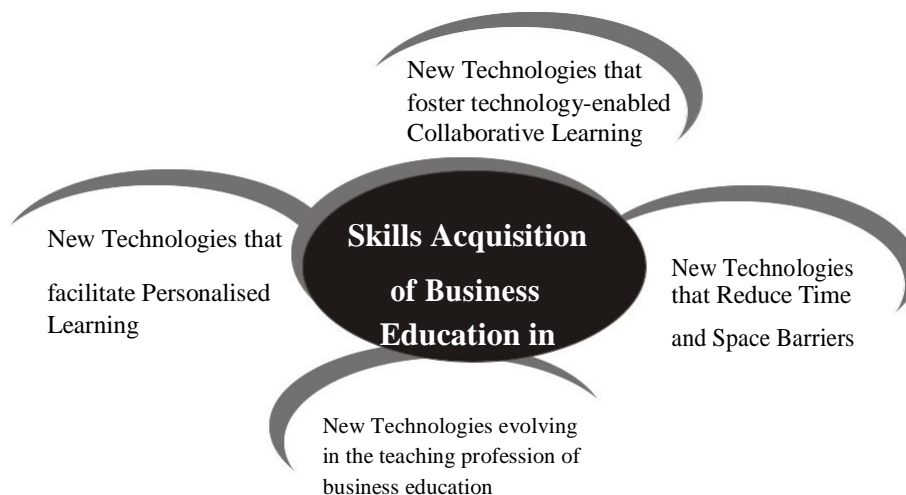 New Technologies that
foster technology-enabled
Collaborative Learning
New Technologies that
facilitate Personalised
Learning
Skills Acquisition
of Business
Education in
New Technologies
that Reduce Time
and Space Barriers
New Technologies evolving
in the teaching profession of
business education